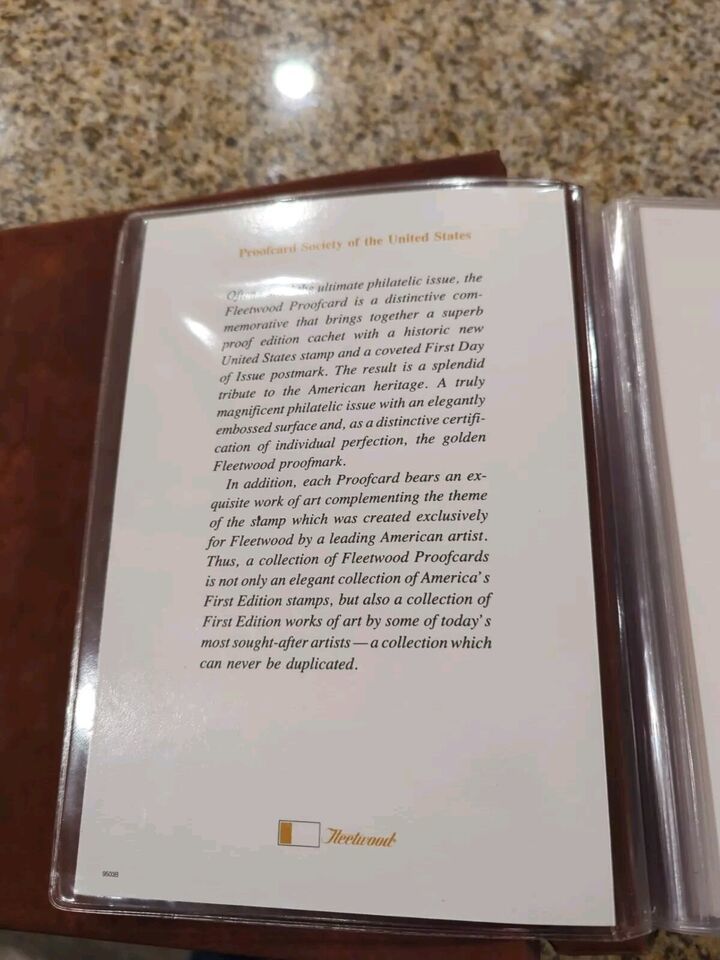 Proofcard Society of the United States
Often the ultimate philatelic issue, the
Fleetwood Proofcard is a distinctive com-
memorative that brings together a superb
proof edition cachet with a historic new
United States stamp and a coveted First Day
of Issue postmark. The result is a splendid
tribute to the American heritage. A truly
magnificent philatelic issue with an elegantly
embossed surface and, as a distinctive certifi-
cation of individual perfection, the golden
Fleetwood proofmark.
In addition, each Proofcard bears an ex-
quisite work of art complementing the theme
of the stamp which was created exclusively
for Fleetwood by a leading American artist.
Thus, a collection of Fleetwood Proofcards
is not only an elegant collection of America's
First Edition stamps, but also a collection of
First Edition works of art by some of today's
most sought-after artists — a collection which
can never be duplicated.
Fleetwood
9503B